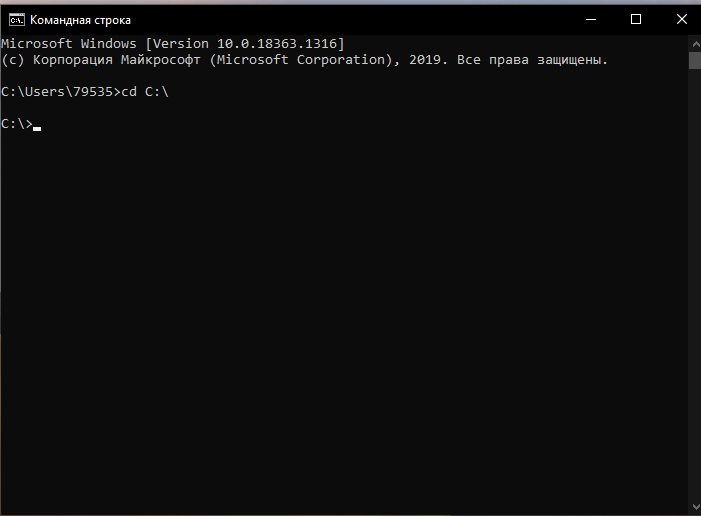 Командная строка
Microsoft Windows [Version 10.0.18363.1316]
(c) Корпорация Майкрософт (Microsoft Corporation), 2019. Все права защищены.
C:\Users\79535>cd C:\
C:\>